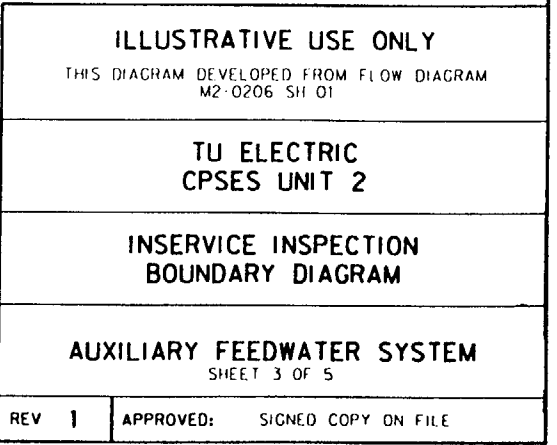 ILLUSTRATIVE USE ONLY
THIS DIAGRAM DEVELOPED FROM FLOW DIAGRAM
M2-0206 SH 01
TU ELECTRIC
CPSES UNIT 2
INSERVICE INSPECTION
BOUNDARY DIAGRAM
AUXILIARY FEEDWATER SYSTEM
SHEET 3 OF 5
REV 1 APPROVED: SIGNED COPY ON FILE